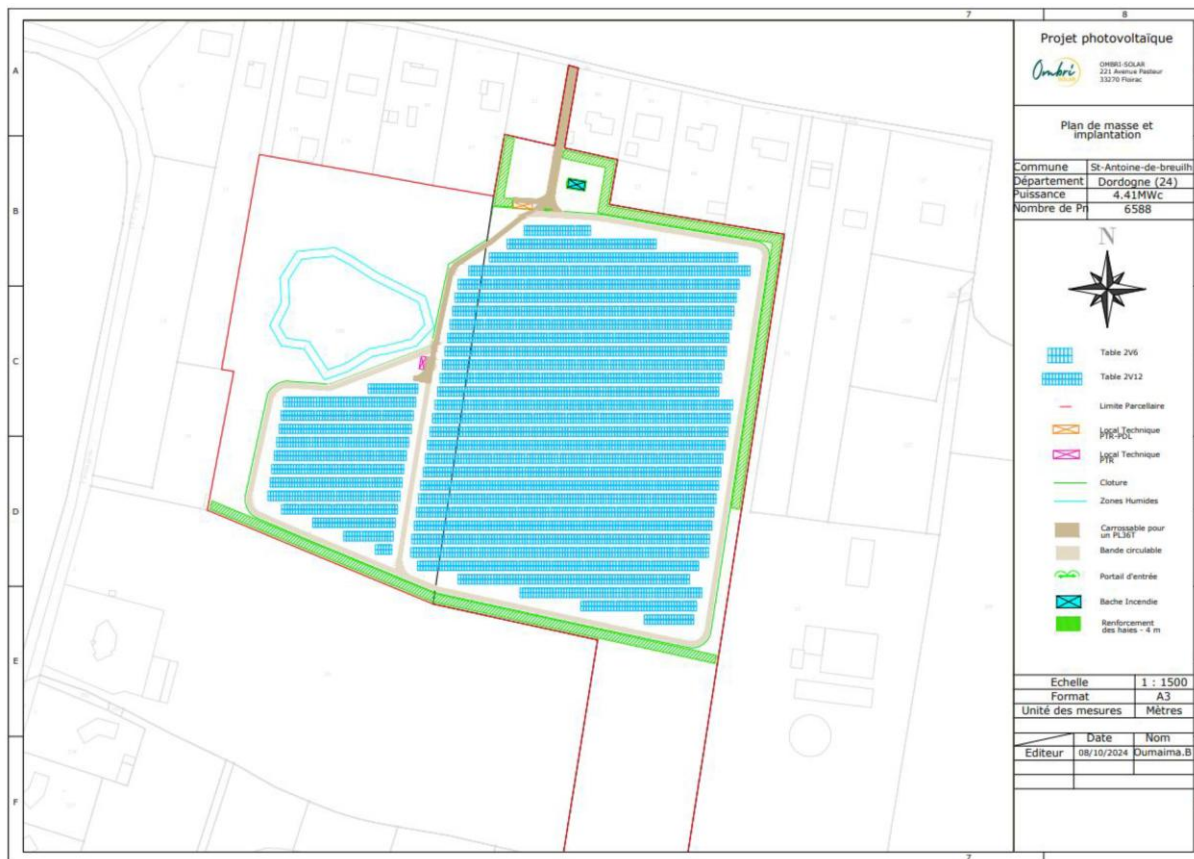 7
8
A
B
C
D
E
F
7
Projet photovoltaïque
Ombri
SOLAR
OMBRI-SOLAR
221 Avenue Pasteur
33270 Floirac
Plan de masse et
implantation
Commune St-Antoine-de-breuilh
Département Dordogne (24)
Puissance 4.41MWc
Nombre de Pn 6588
N
Table 2V6
Table 2V12
Limite Parcellaire
Local Technique
PTR-PDL
Local Technique
PTR
Cloture
Zones Humides
Carrossable pour
un PL36T
Bande circulable
Portail d'entrée
Bache Incendie
Renforcement
des haies - 4 m
Echelle 1 : 1500
Format A3
Unité des mesures Mètres
Date Nom
Editeur 08/10/2024 Oumaima.B